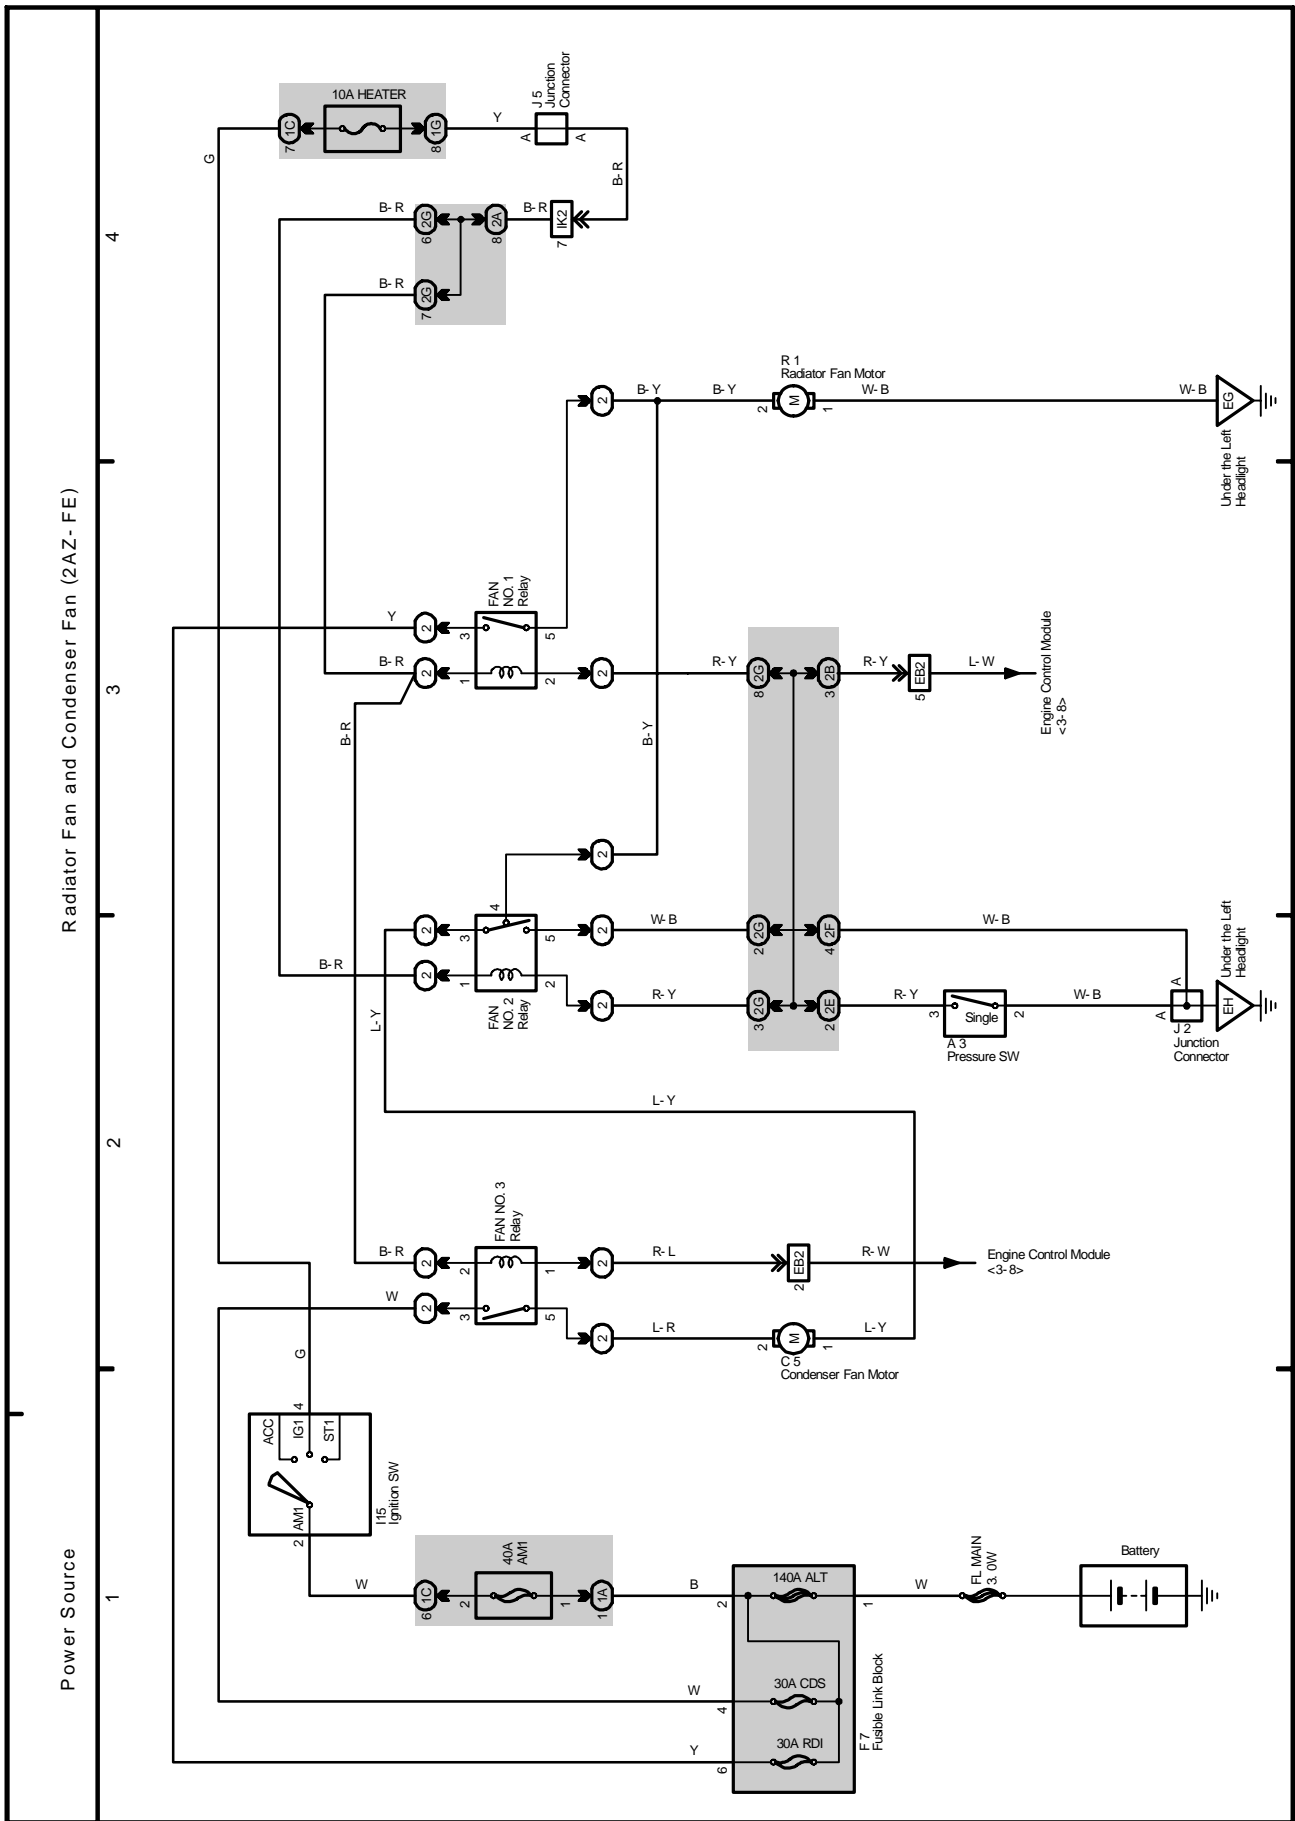 Power Source
Radiator Fan and Condenser Fan (2AZ- FE)
1
2
3
4
10A HEATER
7
1C
8
1G
Y
A
A
J 5
Junction
Connector
G
B- R
B- R
6
2G
8
2A
B- R
7
IK2
B- R
7
2G
R 1
Radiator Fan Motor
2
B- Y
B- Y
2
M
1
W- B
W- B
EG
Under the Left
Headlight
FAN
NO. 1
Relay
Y
2
3
5
B- R
2
1
2
2
R- Y
8
2G
3
2B
R- Y
5
EB2
L- W
Engine Control Module
<3- 8>
B- R
B- Y
2
4
2
3
5
2
W- B
2
2G
4
2F
W- B
B- R
2
1
2
FAN
NO. 2
Relay
L- Y
2
R- Y
3
2G
2
2E
R- Y
3
Single
2
A 3
Pressure SW
W- B
A
A
J 2
Junction
Connector
EH
Under the Left
Headlight
L- Y
FAN NO. 3
Relay
B- R
2
2
1
2
R- L
2
EB2
R- W
Engine Control Module
<3- 8>
W
2
3
5
2
L- R
2
M
1
L- Y
C 5
Condenser Fan Motor
G
4
ACC
IG1
ST1
2
AM1
I15
Ignition SW
W
6
1C
2
40A
AM1
1
1
1A
B
2
140A ALT
1
W
FL MAIN
3. 0W
Battery
W
4
30A CDS
Y
6
30A RDI
F 7
Fusible Link Block